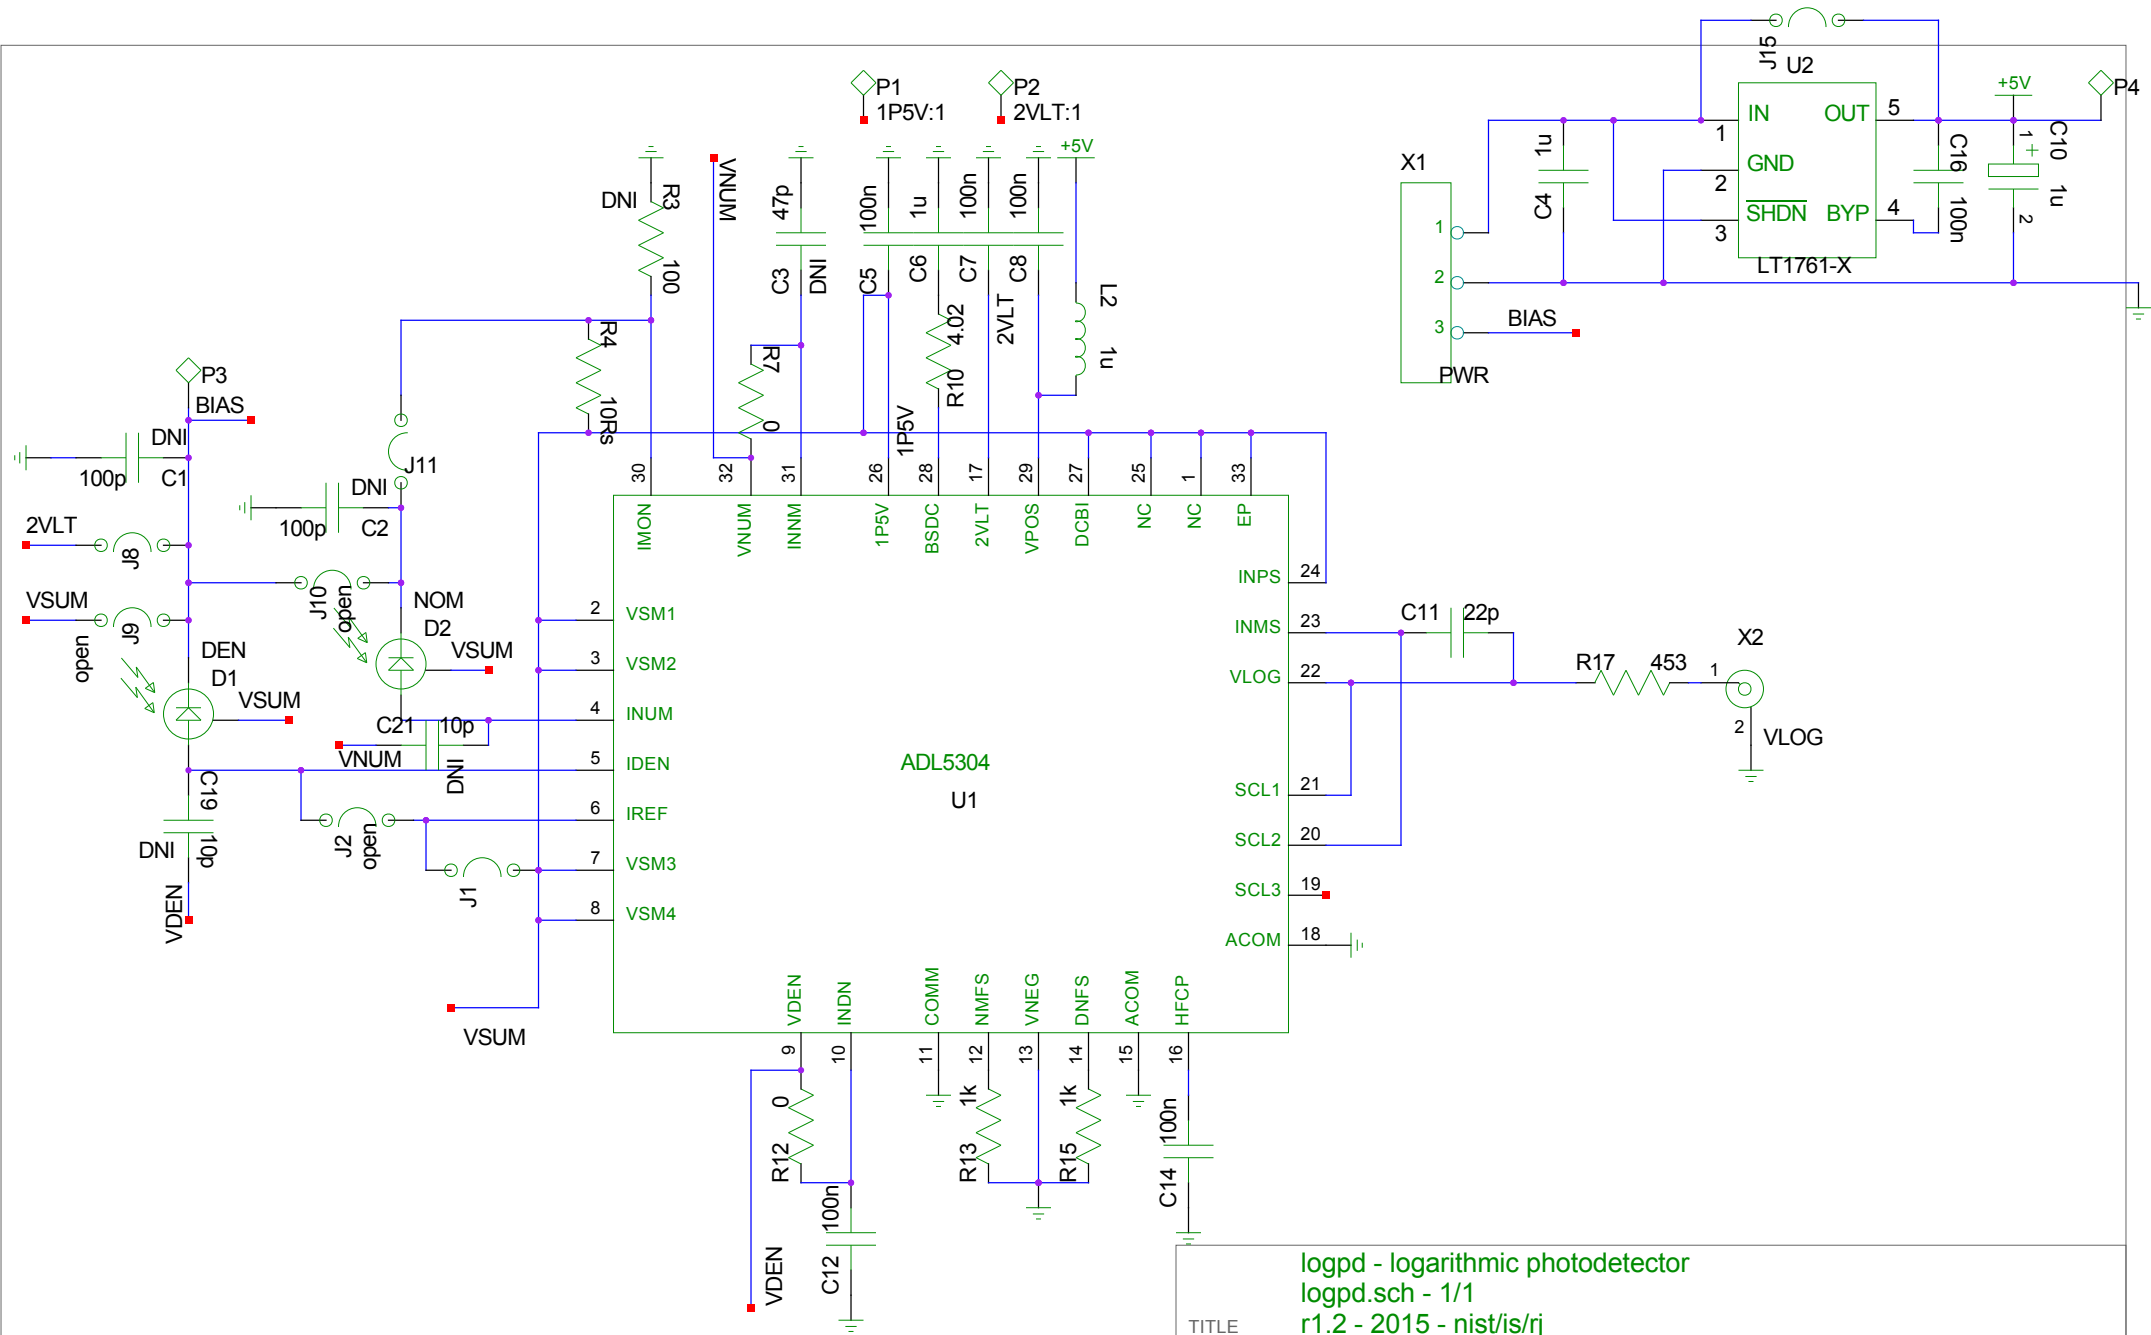 J15
U2
P1
1P5V:1
P2
2VLT:1
+5V
P4
IN
OUT
1
5
GND
2
SHDN
BYP
3
4
LT1761-X
1u
C4
C16
100n
1
+
C10
1u
2
X1
1
2
3
BIAS
PWR
DNI
R3
100
VNUM
47p
C3
DNI
100n
C5
1u
C6
100n
C7
100n
C8
+5V
2VLT
L2
1u
4.02
R10
R7
0
R4
10Rs
1P5V
P3
BIAS
DNI
100p
C1
J11
DNI
100p
C2
2VLT
J8
VSUM
J9
open
J10
open
NOM
D2
VSUM
DEN
D1
VSUM
C21
10p
VNUM
DNI
C19
10p
DNI
VDEN
J2
open
J1
VSUM
30
32
31
26
28
17
29
27
25
1
33
IMON
VNUM
INNM
1P5V
BSDC
2VLT
VPOS
DCBI
NC
NC
EP
2
VSM1
3
VSM2
4
INUM
5
IDEN
6
IREF
7
VSM3
8
VSM4
ADL5304
U1
INPS
24
INMS
23
VLOG
22
SCL1
21
SCL2
20
SCL3
19
ACOM
18
C11
22p
R17
453
X2
1
2
VLOG
VDEN
INDN
COMM
NMFS
VNEG
DNFS
ACOM
HFCP
9
10
11
12
13
14
15
16
0
R12
1k
R13
1k
R15
100n
C14
100n
C12
VDEN
logpd - logarithmic photodetector
logpd.sch - 1/1
TITLE
r1.2 - 2015 - nist/is/rj